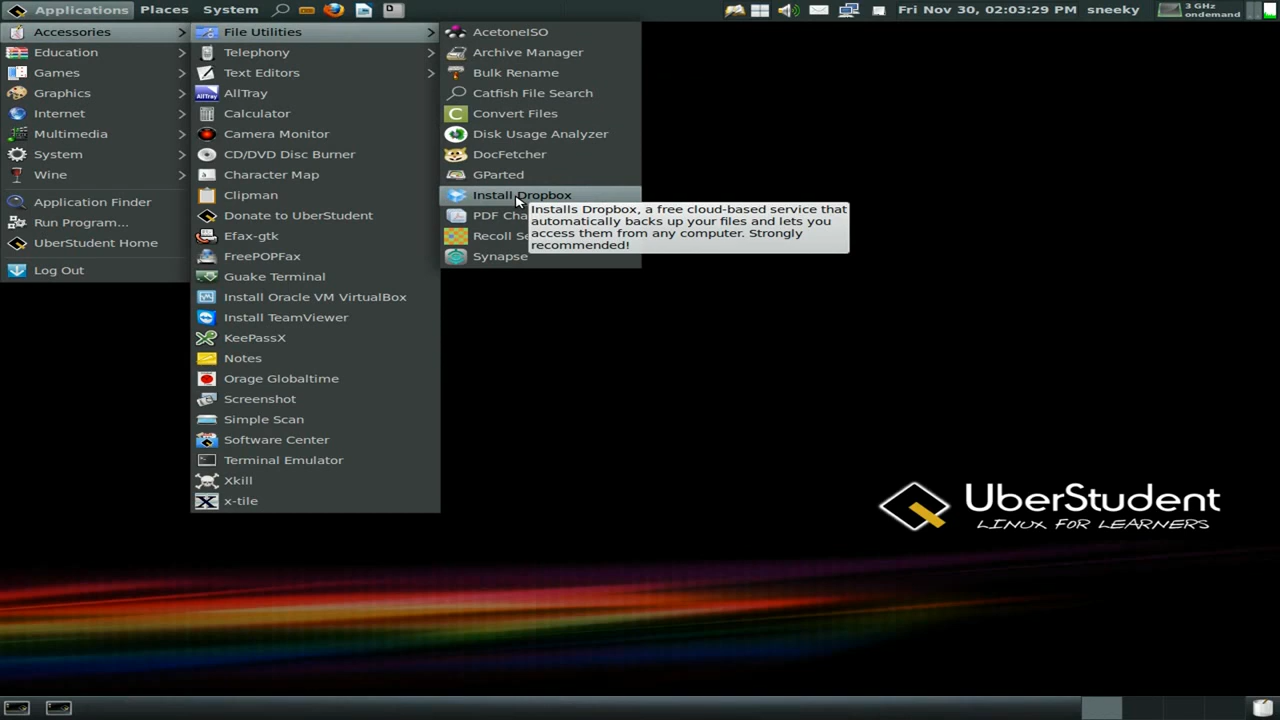 Applications Places System Fri Nov 30, 02:03:29 PM sneeky 3 GHz
ondemand
Accessories
Education
Games
Graphics
Internet
Multimedia
System
Wine
Application Finder
Run Program...
UberStudent Home
Log Out
File Utilities
Telephony
Text Editors
AllTray
Calculator
Camera Monitor
CD/DVD Disc Burner
Character Map
Clipman
Donate to UberStudent
Efax-gtk
FreePOPFax
Guake Terminal
Install Oracle VM VirtualBox
Install TeamViewer
KeePassX
Notes
Orage Globaltime
Screenshot
Simple Scan
Software Center
Terminal Emulator
Xkill
x-tile
AcetoneISO
Archive Manager
Bulk Rename
Catfish File Search
Convert Files
Disk Usage Analyzer
DocFetcher
GParted
Install Dropbox
PDF Cha
Recoll Se
Synapse
Installs Dropbox, a free cloud-based service that
automatically backs up your files and lets you
access them from any computer. Strongly
recommended!
UberStudent
LINUX FOR LEARNERS